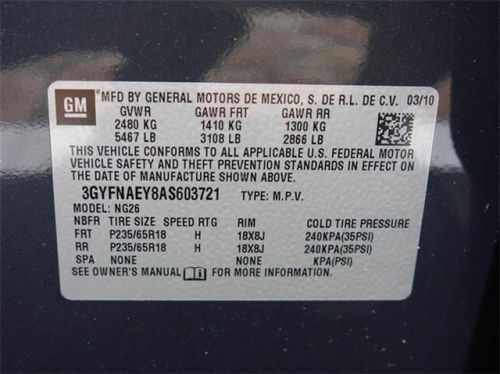 GM MFD BY GENERAL MOTORS DE MEXICO, S. DE R.L. DE C.V. 03/10
GVWR GAWR FRT GAWR RR
2480 KG 1410 KG 1300 KG
5467 LB 3108 LB 2866 LB
THIS VEHICLE CONFORMS TO ALL APPLICABLE U.S. FEDERAL MOTOR
VEHICLE SAFETY AND THEFT PREVENTION STANDARDS IN EFFECT ON
THE DATE OF MANUFACTURE SHOWN ABOVE.
3GYFNAEY8AS603721 TYPE: M.P.V.
MODEL: NG26
NBFR TIRE SIZE SPEED RTG RIM COLD TIRE PRESSURE
FRT P235/65R18 H 18X8J 240KPA(35PSI)
RR P235/65R18 H 18X8J 240KPA(35PSI)
SPA NONE NONE KPA(PSI)
SEE OWNER'S MANUAL FOR MORE INFORMATION.